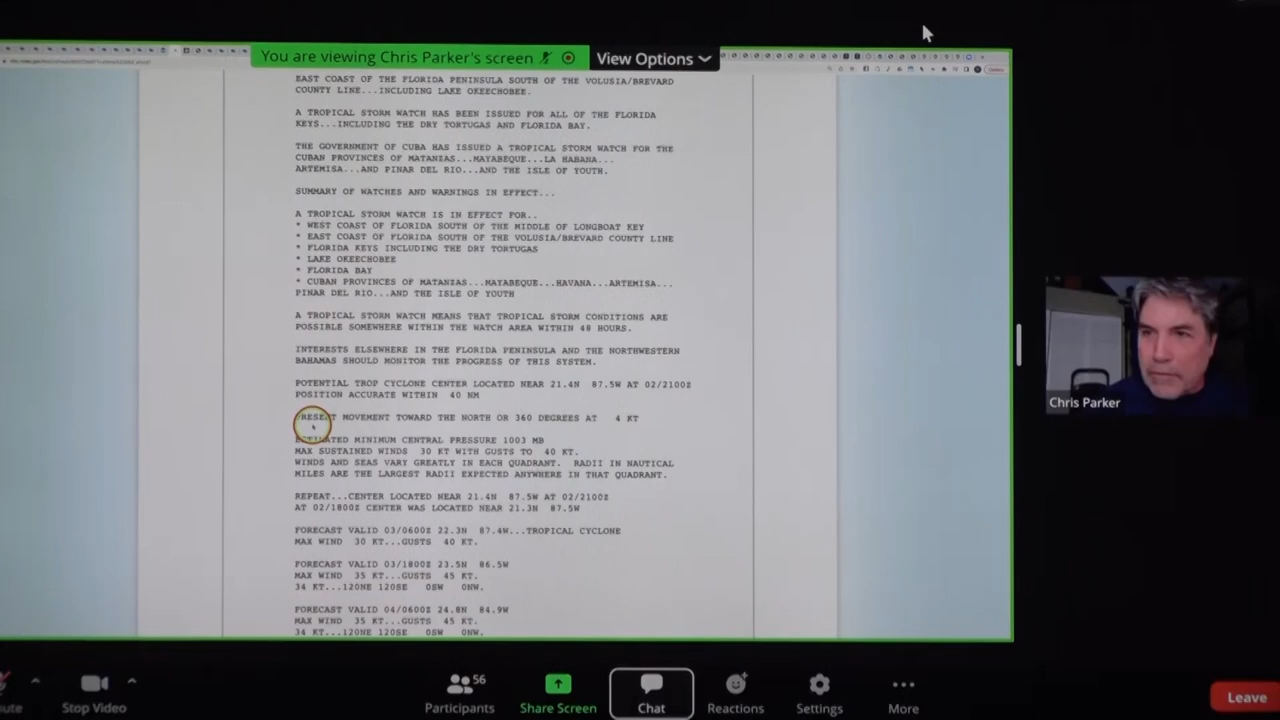 You are viewing Chris Parker's screen
View Options
EAST COAST OF THE FLORIDA PENINSULA SOUTH OF THE VOLUSIA/BREVARD
COUNTY LINE...INCLUDING LAKE OKEECHOBEE.
A TROPICAL STORM WATCH HAS BEEN ISSUED FOR ALL OF THE FLORIDA
KEYS...INCLUDING THE DRY TORTUGAS AND FLORIDA BAY.
THE GOVERNMENT OF CUBA HAS ISSUED A TROPICAL STORM WATCH FOR THE
CUBAN PROVINCES OF MATANZAS...MAYABEQUE...LA HABANA...
ARTEMISA...AND PINAR DEL RIO...AND THE ISLE OF YOUTH.
SUMMARY OF WATCHES AND WARNINGS IN EFFECT...
A TROPICAL STORM WATCH IS IN EFFECT FOR..
* WEST COAST OF FLORIDA SOUTH OF THE MIDDLE OF LONGBOAT KEY
* EAST COAST OF FLORIDA SOUTH OF THE VOLUSIA/BREVARD COUNTY LINE
* FLORIDA KEYS INCLUDING THE DRY TORTUGAS
* LAKE OKEECHOBEE
* FLORIDA BAY
* CUBAN PROVINCES OF MATANZAS...MAYABEQUE...HAVANA...ARTEMISA...
PINAR DEL RIO...AND THE ISLE OF YOUTH
A TROPICAL STORM WATCH MEANS THAT TROPICAL STORM CONDITIONS ARE
POSSIBLE SOMEWHERE WITHIN THE WATCH AREA WITHIN 48 HOURS.
INTERESTS ELSEWHERE IN THE FLORIDA PENINSULA AND THE NORTHWESTERN
BAHAMAS SHOULD MONITOR THE PROGRESS OF THIS SYSTEM.
POTENTIAL TROP CYCLONE CENTER LOCATED NEAR 21.4N 87.5W AT 02/2100Z
POSITION ACCURATE WITHIN 40 NM
PRESENT MOVEMENT TOWARD THE NORTH OR 360 DEGREES AT 4 KT
ESTIMATED MINIMUM CENTRAL PRESSURE 1003 MB
MAX SUSTAINED WINDS 30 KT WITH GUSTS TO 40 KT.
WINDS AND SEAS VARY GREATLY IN EACH QUADRANT. RADII IN NAUTICAL
MILES ARE THE LARGEST RADII EXPECTED ANYWHERE IN THAT QUADRANT.
REPEAT...CENTER LOCATED NEAR 21.4N 87.5W AT 02/2100Z
AT 02/1800Z CENTER WAS LOCATED NEAR 21.3N 87.5W
FORECAST VALID 03/0600Z 22.3N 87.4W...TROPICAL CYCLONE
MAX WIND 30 KT...GUSTS 40 KT.
FORECAST VALID 03/1800Z 23.5N 86.5W
MAX WIND 35 KT...GUSTS 45 KT.
34 KT...120NE 120SE 0SW 0NW.
FORECAST VALID 04/0600Z 24.8N 84.9W
MAX WIND 35 KT...GUSTS 45 KT.
34 KT...120NE 120SE 0SW 0NW.
Chris Parker
Stop Video
56
Participants
Share Screen
Chat
Reactions
Settings
More
Leave